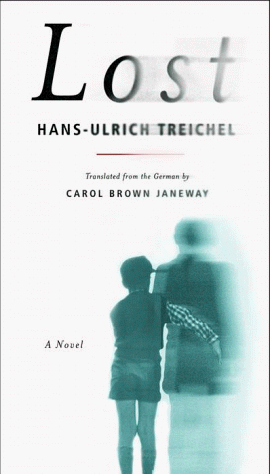 Lost
HANS-ULRICH TREICHEL
Translated from the German by
CAROL BROWN JANEWAY
A Novel